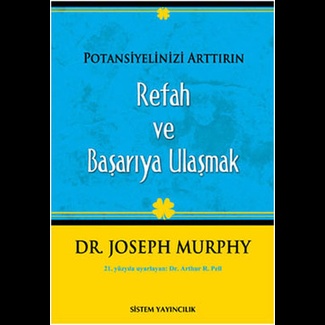 POTANSİYELİNİZİ ARTTIRIN
Refah
ve
Başarıya Ulaşmak
DR. JOSEPH MURPHY
21. yüzyıla uyarlayan: Dr. Arthur R. Pell
SİSTEM YAYINCILIK